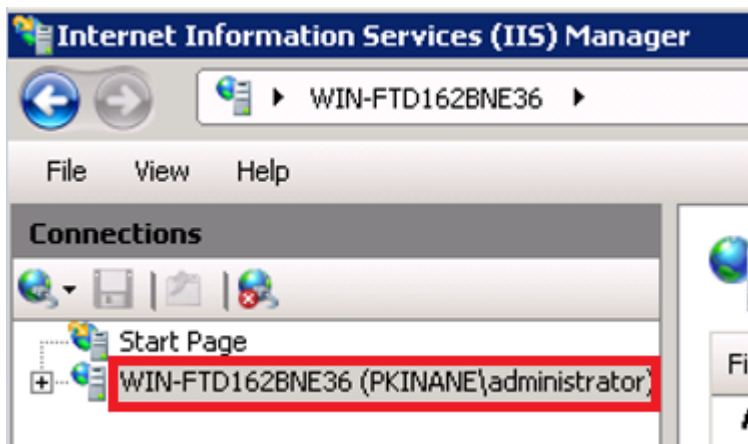 Internet Information Services (IIS) Manager
WIN-FTD162BNE36
File View Help
Connections
Start Page
WIN-FTD162BNE36 (PKINANE\administrator)
Fi